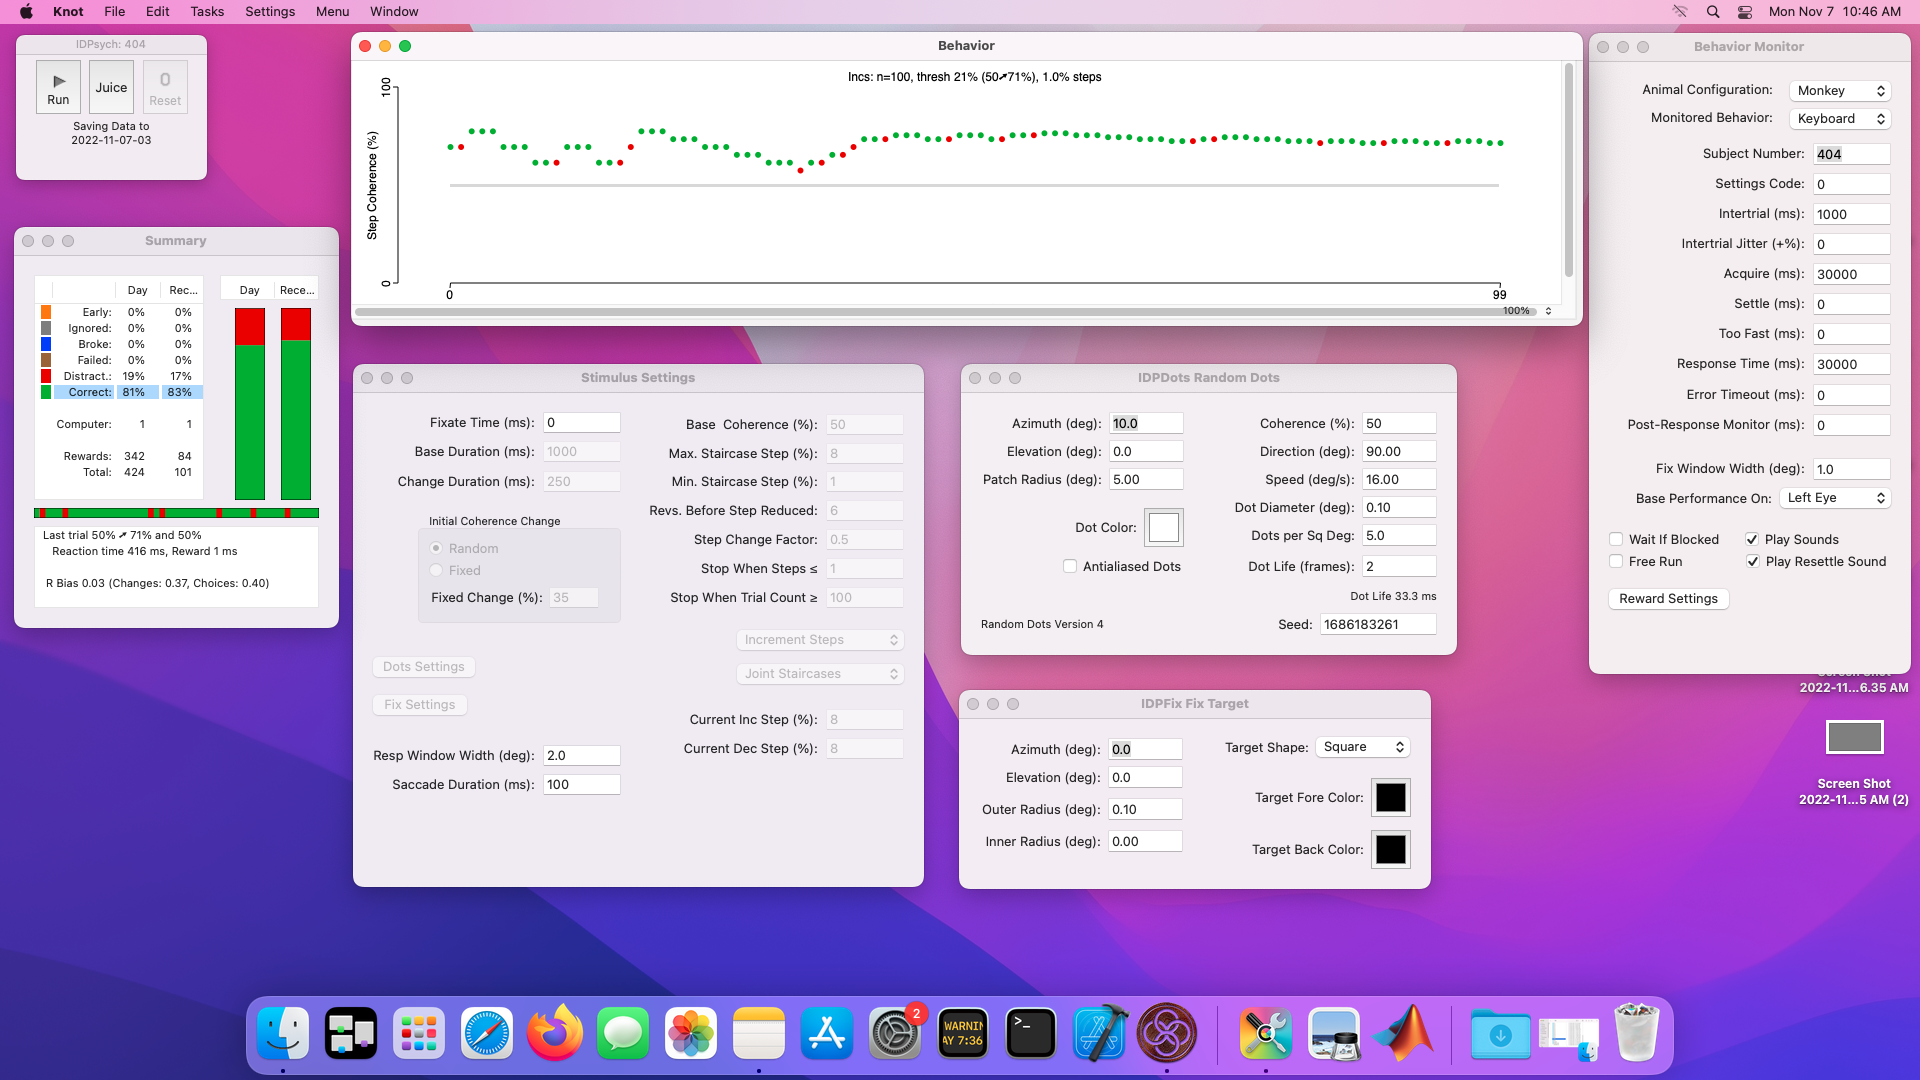 Knot File Edit Tasks Settings Menu Window Mon Nov 7 10:46 AM
IDPsych: 404
Run Juice 0 Reset
Saving Data to
2022-11-07-03
Behavior
Incs: n=100, thresh 21% (50➚71%), 1.0% steps
100
Step Coherence (%)
0
0 99
100%
Summary
Day Rec... Day Rece...
Early: 0% 0%
Ignored: 0% 0%
Broke: 0% 0%
Failed: 0% 0%
Distract.: 19% 17%
Correct: 81% 83%
Computer: 1 1
Rewards: 342 84
Total: 424 101
Last trial 50% ➚ 71% and 50%
Reaction time 416 ms, Reward 1 ms
R Bias 0.03 (Changes: 0.37, Choices: 0.40)
Stimulus Settings
Fixate Time (ms): 0
Base Duration (ms): 1000
Change Duration (ms): 250
Initial Coherence Change
Random
Fixed
Fixed Change (%): 35
Dots Settings
Fix Settings
Resp Window Width (deg): 2.0
Saccade Duration (ms): 100
Base Coherence (%): 50
Max. Staircase Step (%): 8
Min. Staircase Step (%): 1
Revs. Before Step Reduced: 6
Step Change Factor: 0.5
Stop When Steps ≤ 1
Stop When Trial Count ≥ 100
Increment Steps
Joint Staircases
Current Inc Step (%): 8
Current Dec Step (%): 8
IDPDots Random Dots
Azimuth (deg): 10.0
Elevation (deg): 0.0
Patch Radius (deg): 5.00
Dot Color:
Antialiased Dots
Random Dots Version 4
Coherence (%): 50
Direction (deg): 90.00
Speed (deg/s): 16.00
Dot Diameter (deg): 0.10
Dots per Sq Deg: 5.0
Dot Life (frames): 2
Dot Life 33.3 ms
Seed: 1686183261
IDPFix Fix Target
Azimuth (deg): 0.0
Elevation (deg): 0.0
Outer Radius (deg): 0.10
Inner Radius (deg): 0.00
Target Shape: Square
Target Fore Color:
Target Back Color:
Behavior Monitor
Animal Configuration: Monkey
Monitored Behavior: Keyboard
Subject Number: 404
Settings Code: 0
Intertrial (ms): 1000
Intertrial Jitter (+%): 0
Acquire (ms): 30000
Settle (ms): 0
Too Fast (ms): 0
Response Time (ms): 30000
Error Timeout (ms): 0
Post-Response Monitor (ms): 0
Fix Window Width (deg): 1.0
Base Performance On: Left Eye
Wait If Blocked Play Sounds
Free Run Play Resettle Sound
Reward Settings
Screen Shot
2022-11...6.35 AM
Screen Shot
2022-11...5 AM (2)
2
WARNIN
AY 7:36
>_